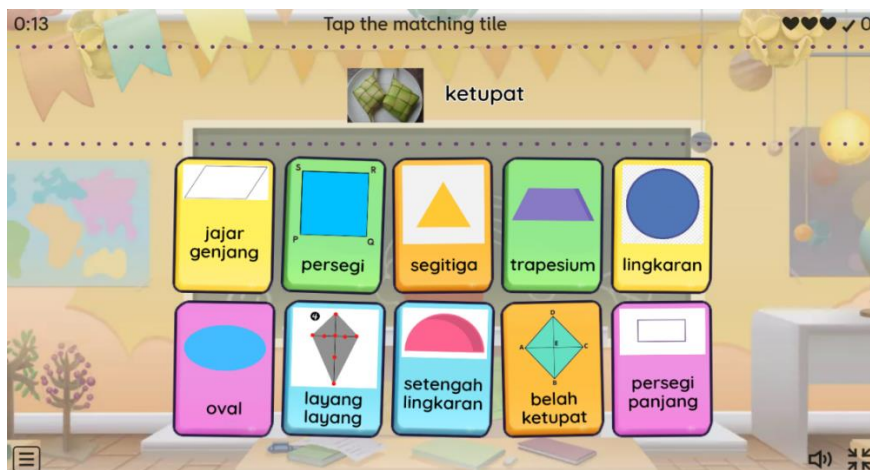 0:13
Tap the matching tile
0
ketupat
S
R
P
Q
jajar
genjang
persegi
segitiga
trapesium
lingkaran
4
D
A
E
C
B
oval
layang
layang
setengah
lingkaran
belah
ketupat
persegi
panjang